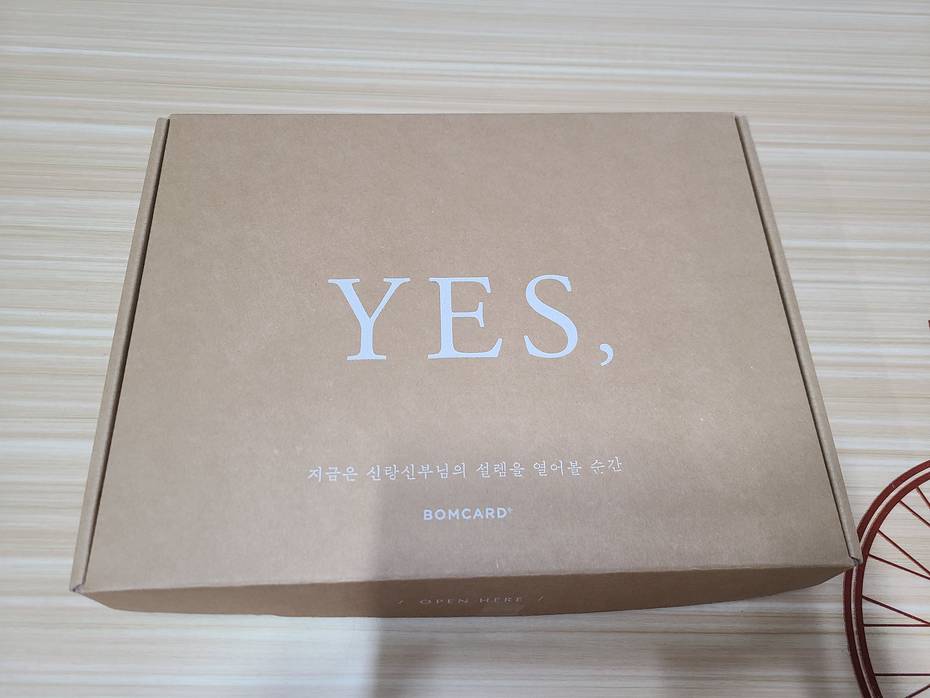 YES,
지금은 신랑신부님의 설렘을 열어볼 순간
BOMCARD+
/ OPEN HERE /